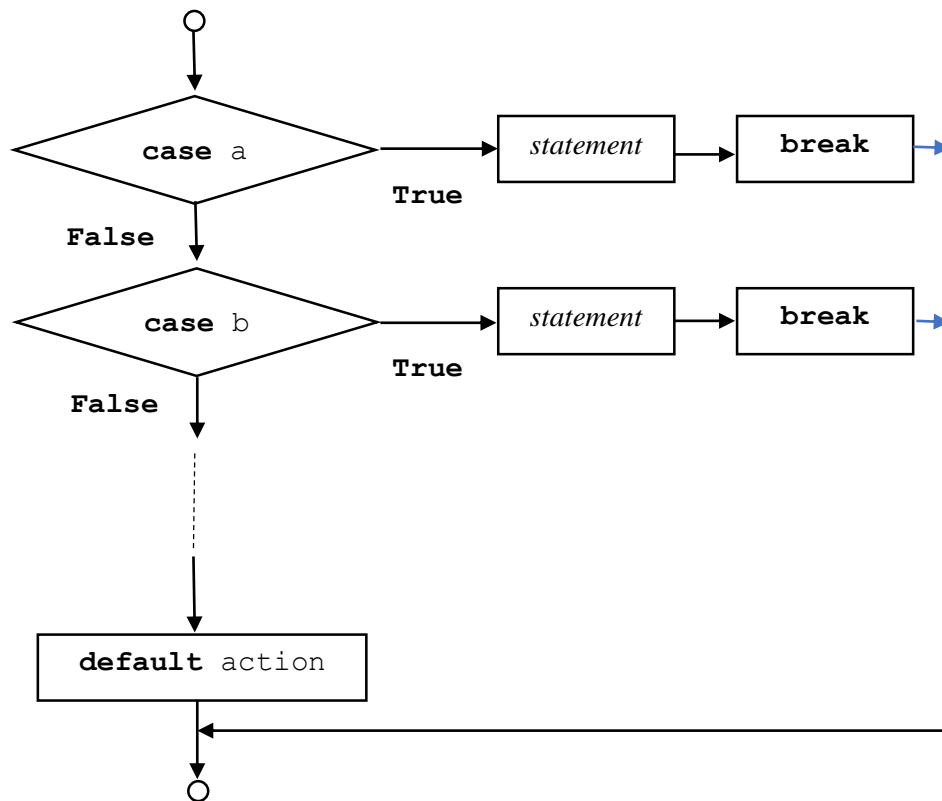 case a
statement
break
True
False
case b
statement
break
True
False
default action